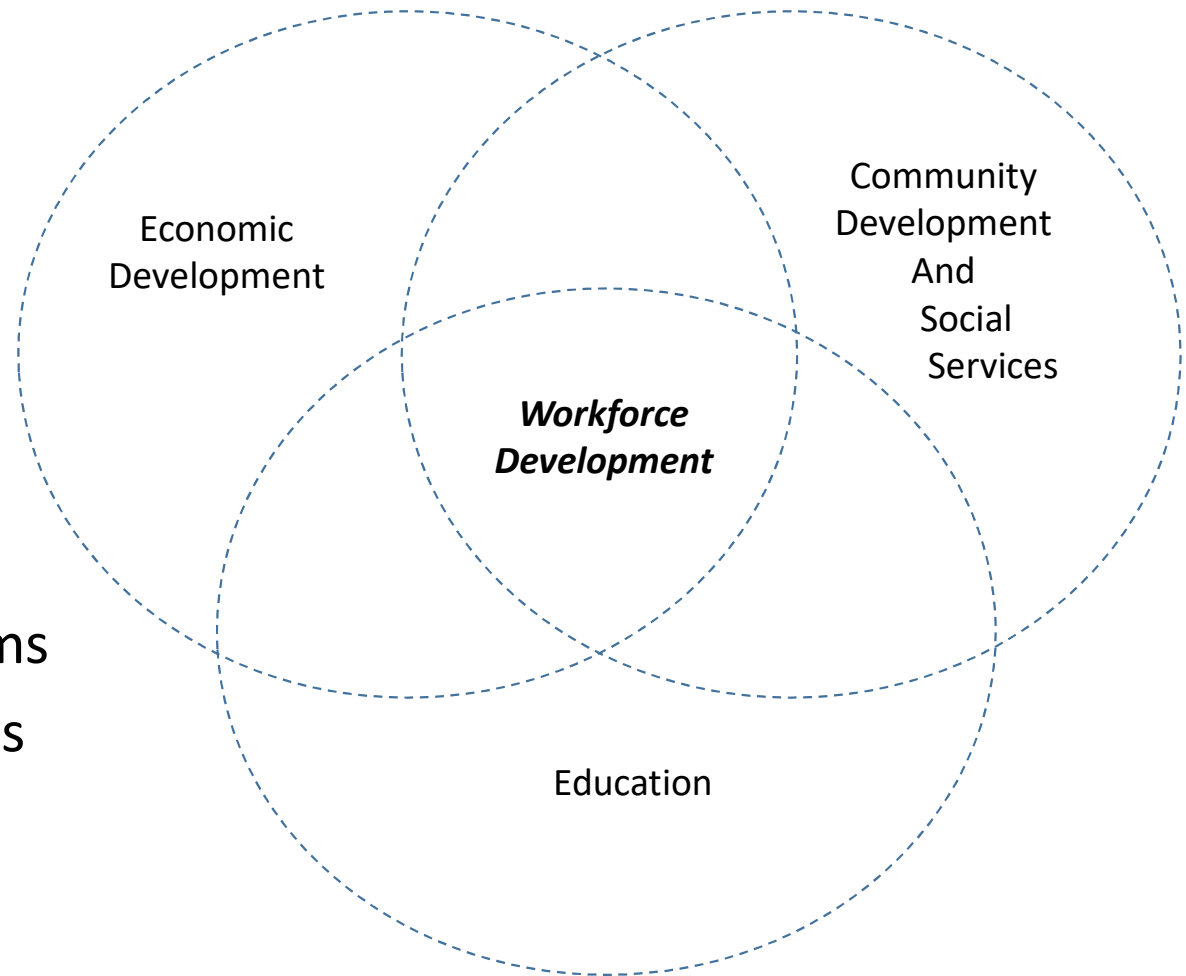 Economic
Development
Community
Development
And
Social
Services
Workforce
Development
Education